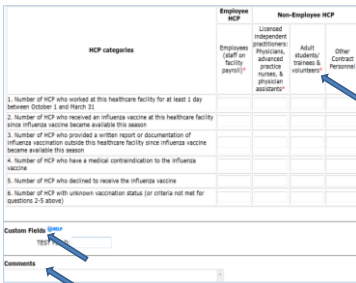 Employee HCP
Non-Employee HCP
HCP categories
Employees (staff on facility payroll)*
Licensed independent practitioners: Physicians, advanced practice nurses, & physician assistants*
Adult students/ trainees & volunteers*
Other Contract Personnel
1. Number of HCP who worked at this healthcare facility for at least 1 day
between October 1 and March 31
2. Number of HCP who received an influenza vaccine at this healthcare facility
since influenza vaccine became available this season
3. Number of HCP who provided a written report or documentation of
influenza vaccination outside this healthcare facility since influenza vaccine
became available this season
4. Number of HCP who have a medical contraindication to the influenza
vaccine
5. Number of HCP who declined to receive the influenza vaccine
6. Number of HCP with unknown vaccination status (or criteria not met for
questions 2-5 above)
Custom Fields HELP
TEST
Comments